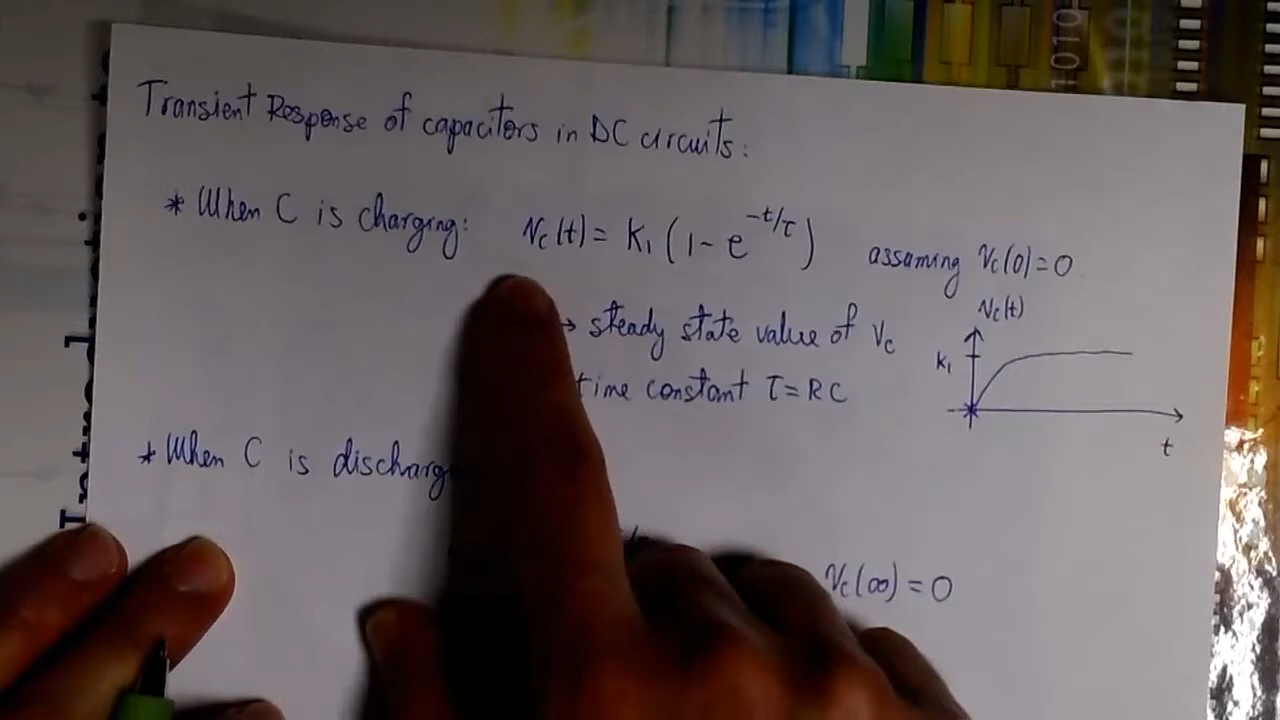 Transient Response of capacitors in DC circuits:
* When C is charging: Vc(t) = K₁ (1 - e^(-t/τ)) assuming Vc(0) = 0
→ steady state value of Vc
time constant τ = RC
Vc(t)
K₁
t
* When C is discharg
Vc(∞) = 0
1010